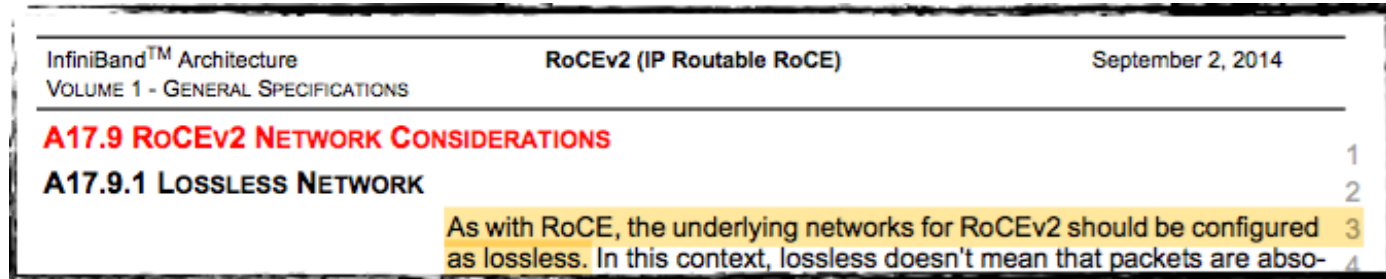 InfiniBand™ Architecture RoCEv2 (IP Routable RoCE) September 2, 2014
VOLUME 1 - GENERAL SPECIFICATIONS
A17.9 ROCEV2 NETWORK CONSIDERATIONS
1
A17.9.1 LOSSLESS NETWORK
2
As with RoCE, the underlying networks for RoCEv2 should be configured 3
as lossless. In this context, lossless doesn't mean that packets are abso- 4